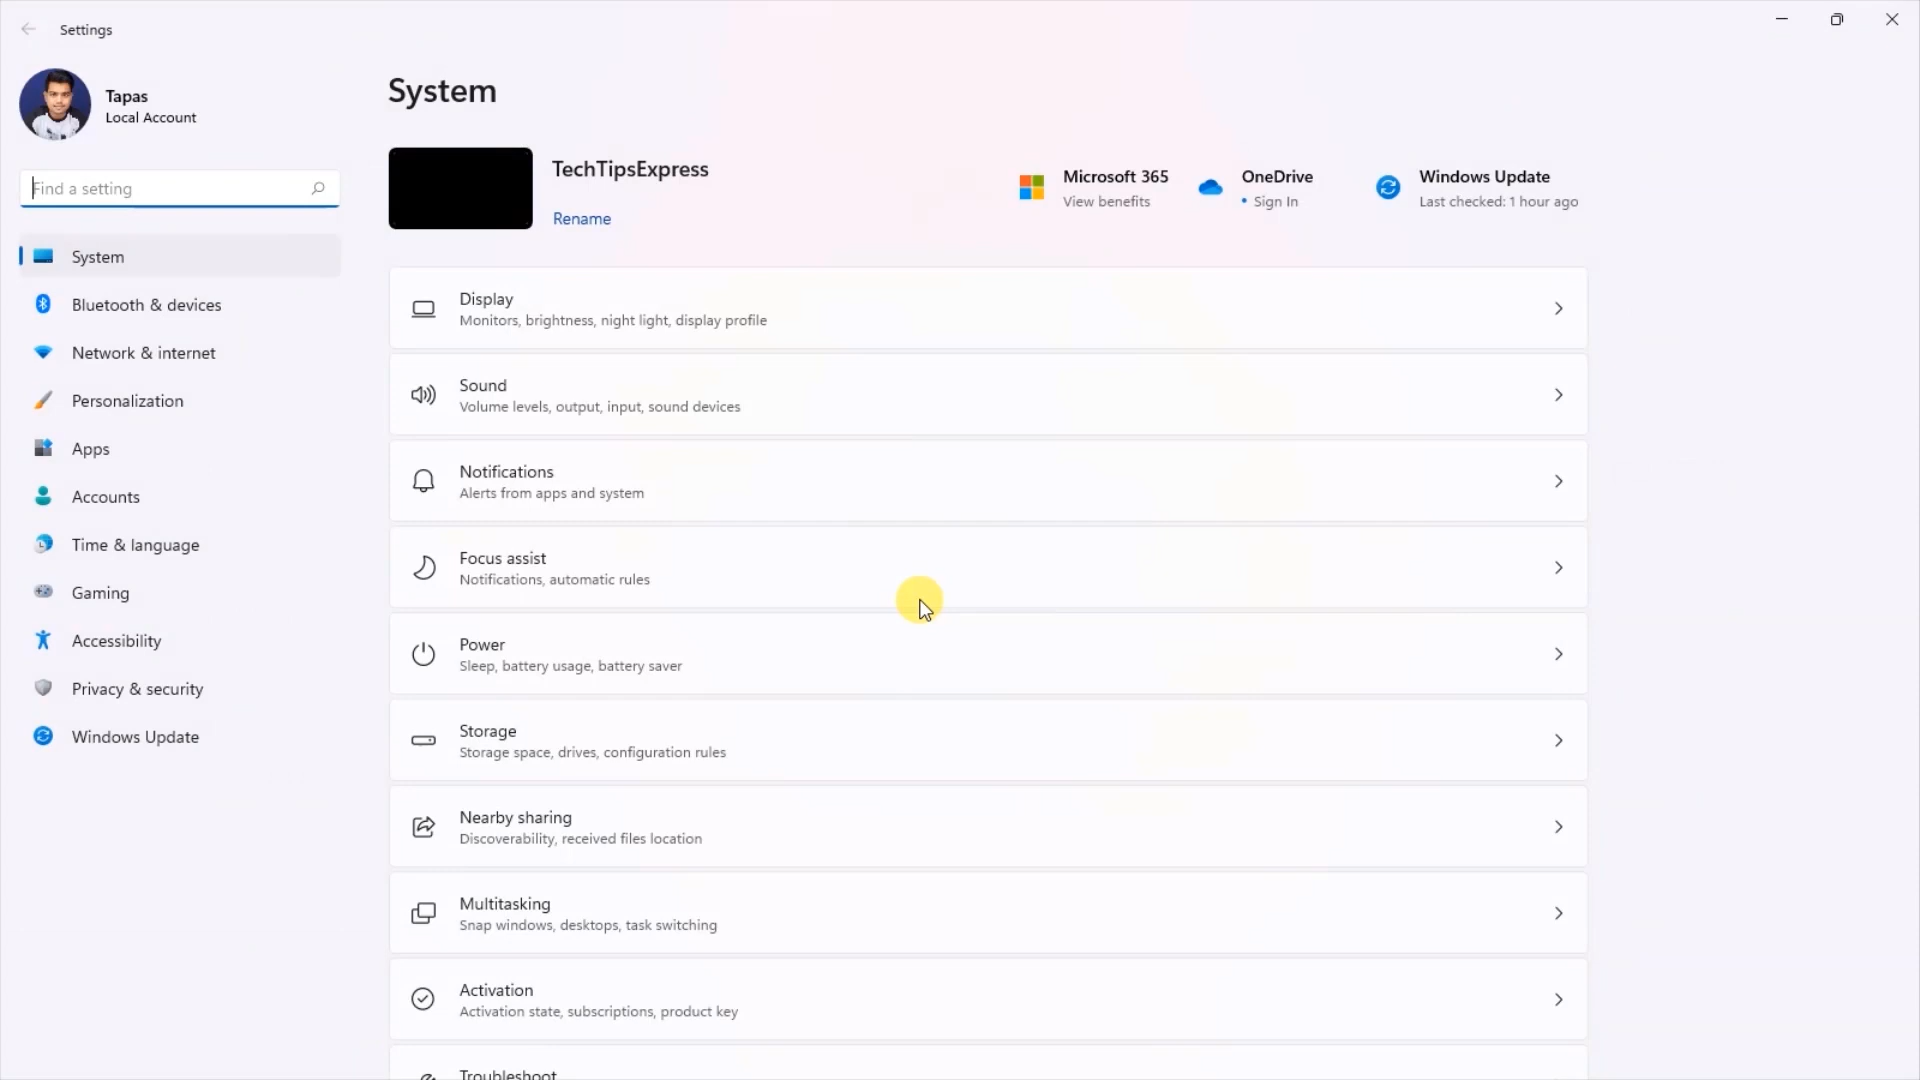 Settings
Tapas
Local Account
Find a setting
System
Bluetooth & devices
Network & internet
Personalization
Apps
Accounts
Time & language
Gaming
Accessibility
Privacy & security
Windows Update
System
TechTipsExpress
Rename
Microsoft 365
View benefits
OneDrive
• Sign In
Windows Update
Last checked: 1 hour ago
Display
Monitors, brightness, night light, display profile
Sound
Volume levels, output, input, sound devices
Notifications
Alerts from apps and system
Focus assist
Notifications, automatic rules
Power
Sleep, battery usage, battery saver
Storage
Storage space, drives, configuration rules
Nearby sharing
Discoverability, received files location
Multitasking
Snap windows, desktops, task switching
Activation
Activation state, subscriptions, product key
Troubleshoot